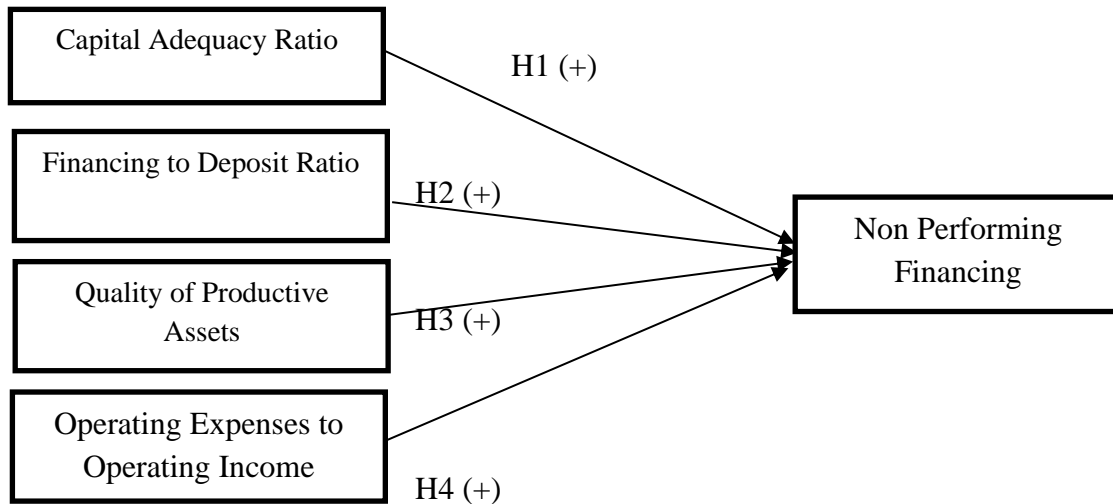 Capital Adequacy Ratio
H1 (+)
Financing to Deposit Ratio
H2 (+)
Non Performing
Financing
Quality of Productive
Assets
H3 (+)
Operating Expenses to
Operating Income
H4 (+)